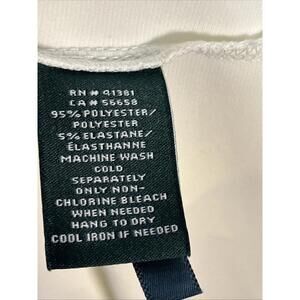 RN # 41381
CA # 56658
95% POLYESTER/
POLYESTER
5% ELASTANE/
ÉLASTHANNE
MACHINE WASH
COLD
SEPARATELY
ONLY NON-
CHLORINE BLEACH
WHEN NEEDED
HANG TO DRY
COOL IRON IF NEEDED